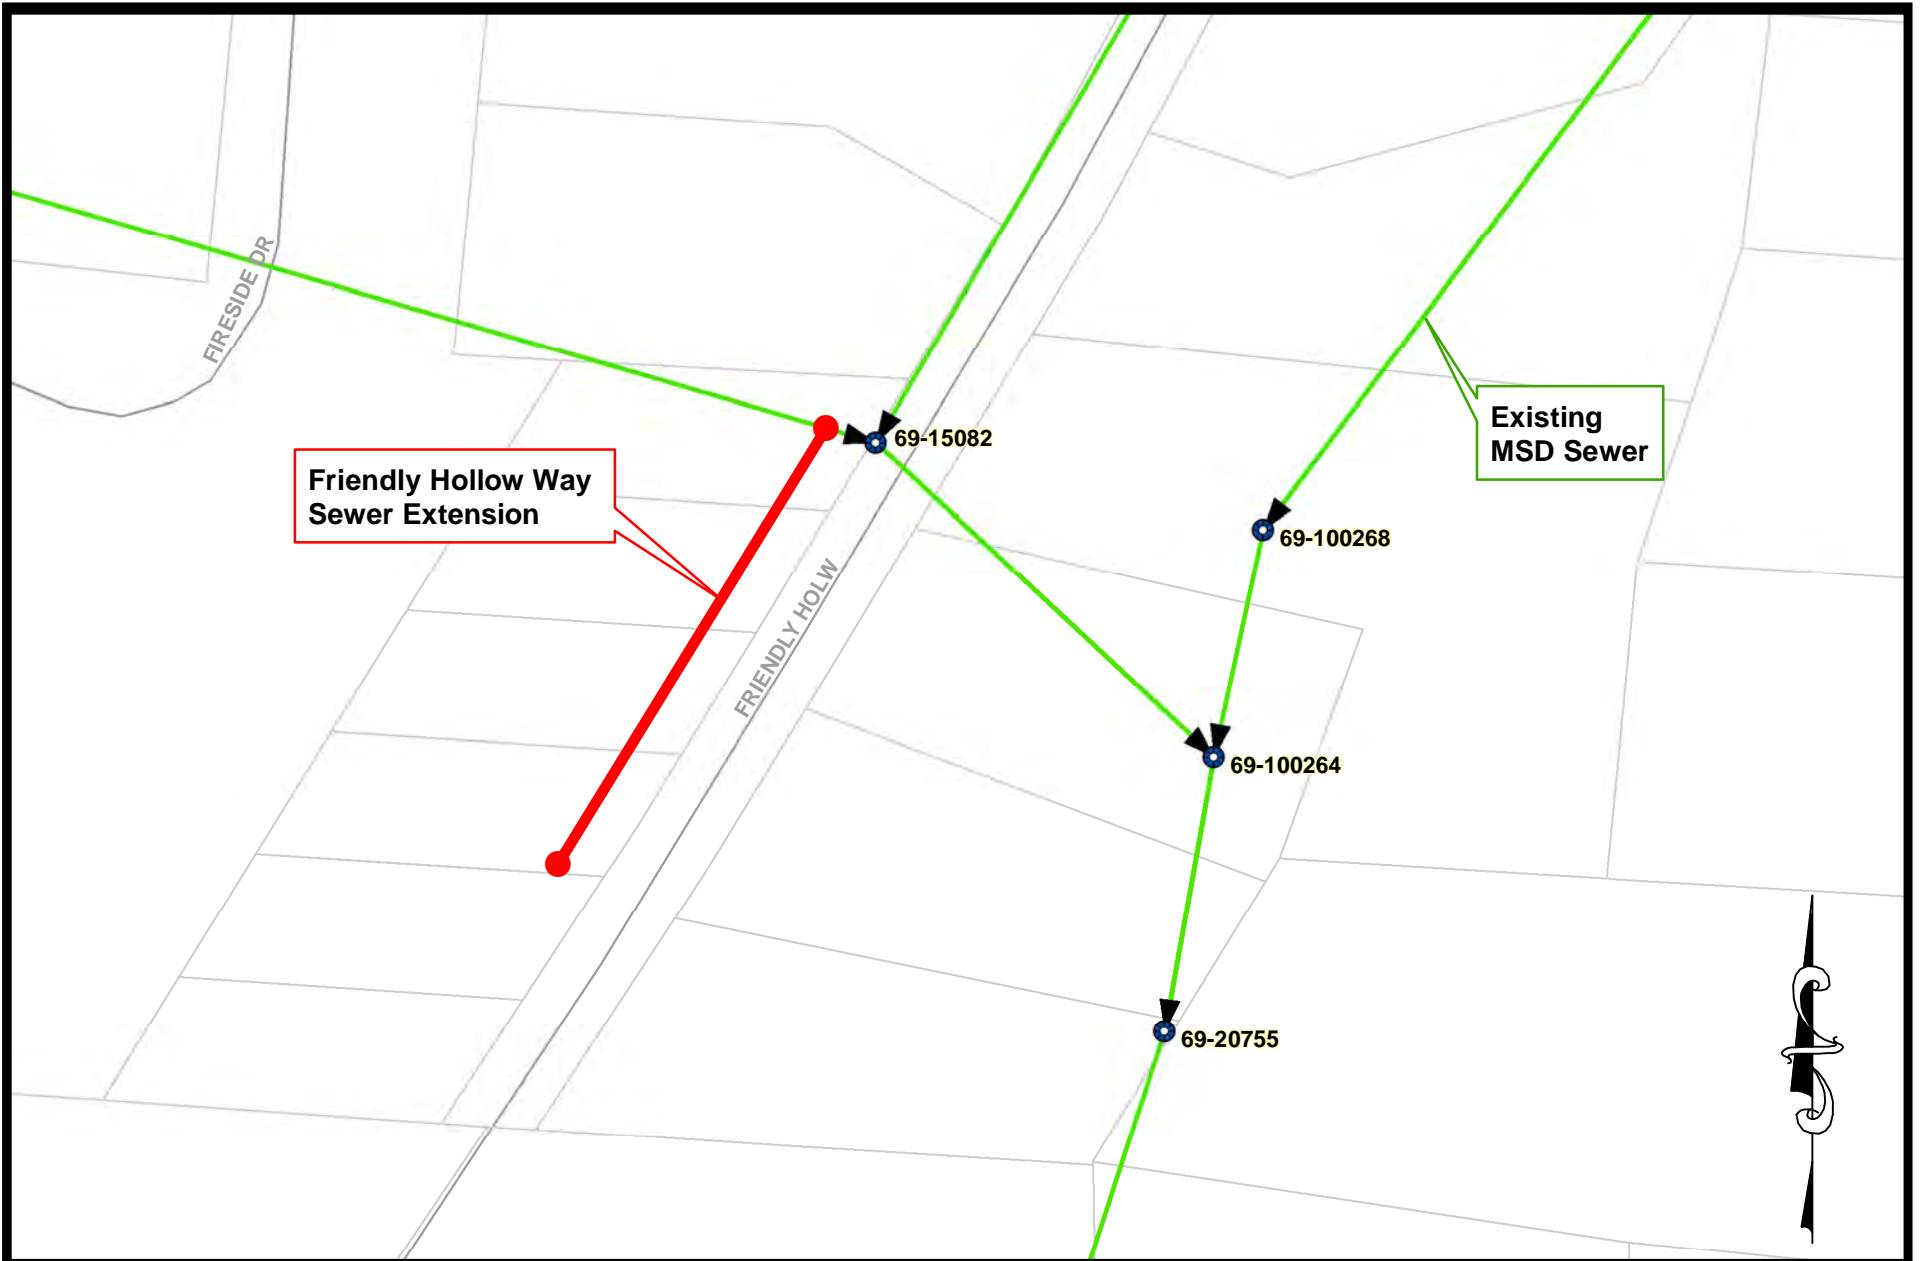 FIRESIDE DR
Existing
MSD Sewer
69-15082
Friendly Hollow Way
Sewer Extension
69-100268
FRIENDLY HOLW
69-100264
69-20755